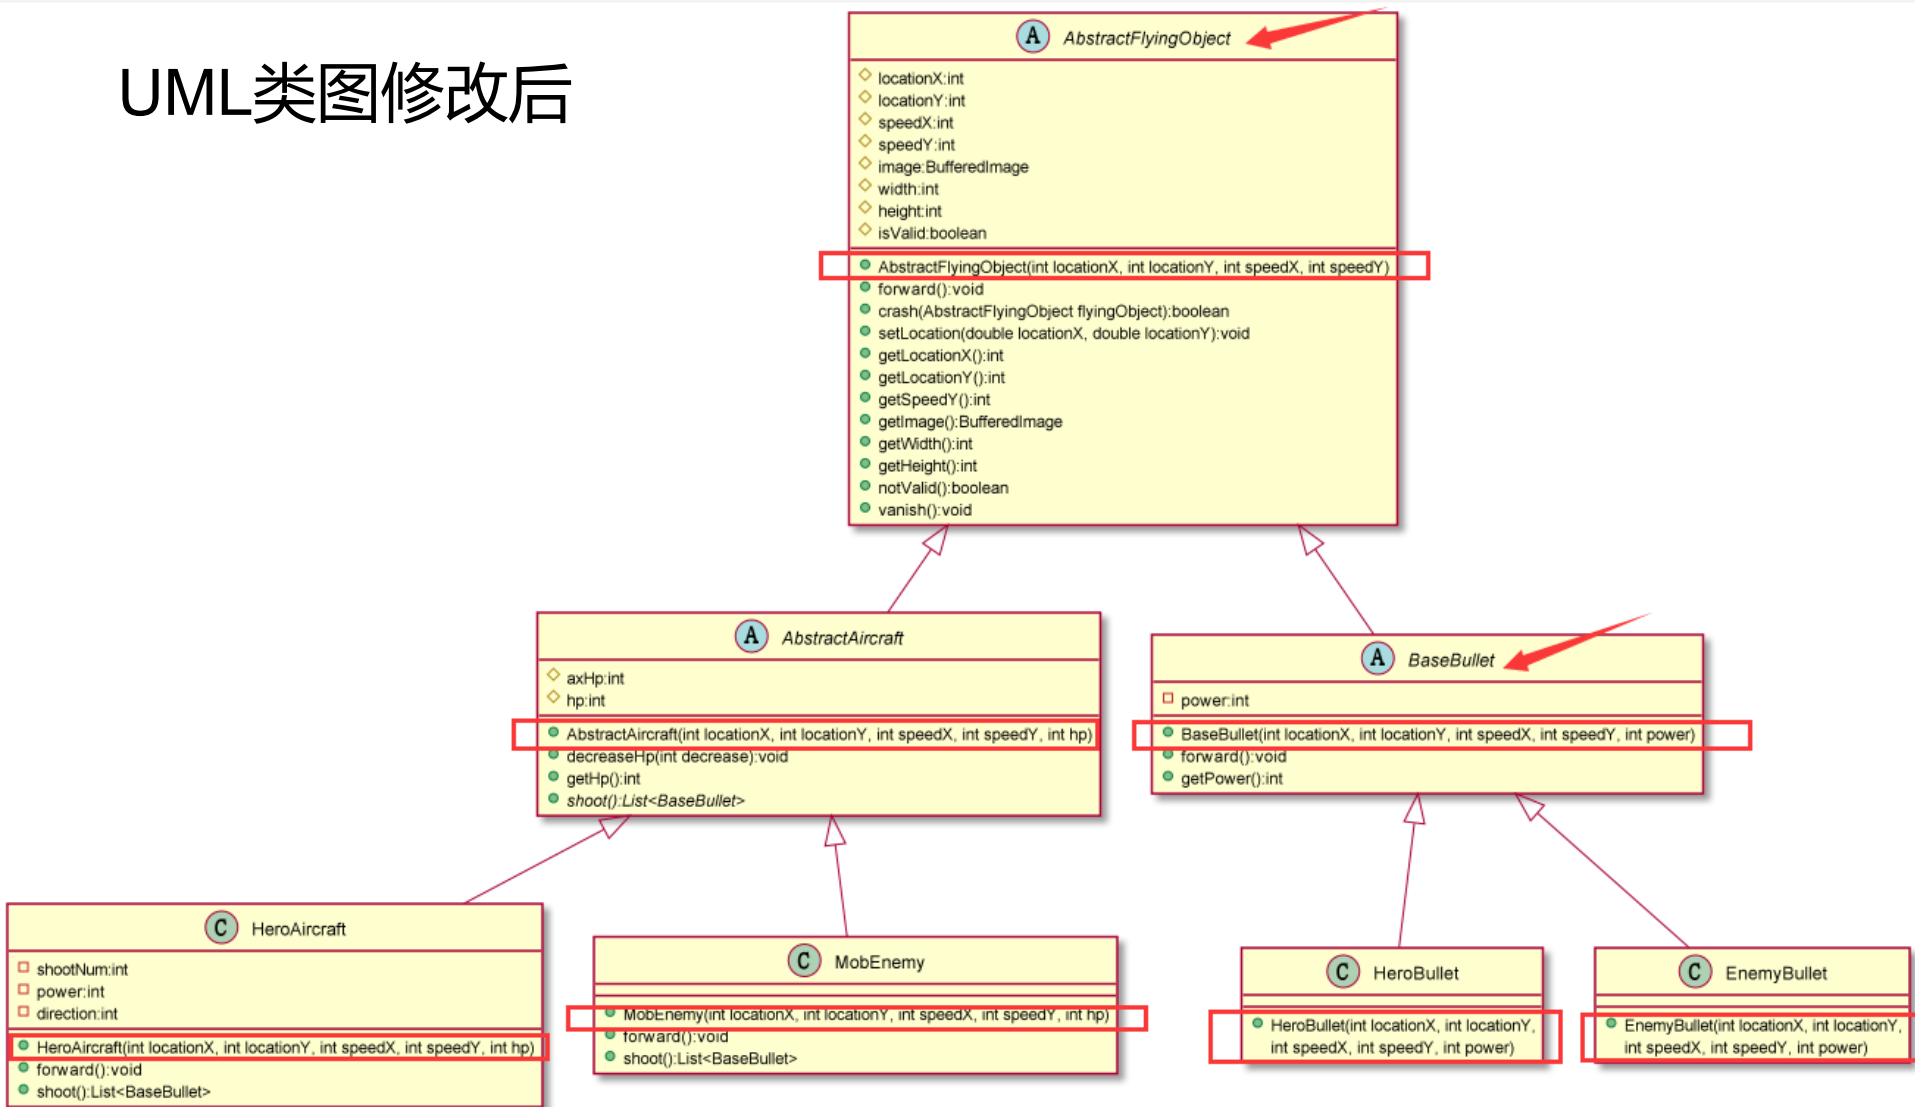 UML类图修改后
A AbstractFlyingObject
locationX:int
locationY:int
speedX:int
speedY:int
image:BufferedImage
width:int
height:int
isValid:boolean
AbstractFlyingObject(int locationX, int locationY, int speedX, int speedY)
forward():void
crash(AbstractFlyingObject flyingObject):boolean
setLocation(double locationX, double locationY):void
getLocationX():int
getLocationY():int
getSpeedY():int
getImage():BufferedImage
getWidth():int
getHeight():int
notValid():boolean
vanish():void
A AbstractAircraft
axHp:int
hp:int
AbstractAircraft(int locationX, int locationY, int speedX, int speedY, int hp)
decreaseHp(int decrease):void
getHp():int
shoot():List<BaseBullet>
A BaseBullet
power:int
BaseBullet(int locationX, int locationY, int speedX, int speedY, int power)
forward():void
getPower():int
C HeroAircraft
shootNum:int
power:int
direction:int
HeroAircraft(int locationX, int locationY, int speedX, int speedY, int hp)
forward():void
shoot():List<BaseBullet>
C MobEnemy
MobEnemy(int locationX, int locationY, int speedX, int speedY, int hp)
forward():void
shoot():List<BaseBullet>
C HeroBullet
HeroBullet(int locationX, int locationY,
int speedX, int speedY, int power)
C EnemyBullet
EnemyBullet(int locationX, int locationY,
int speedX, int speedY, int power)